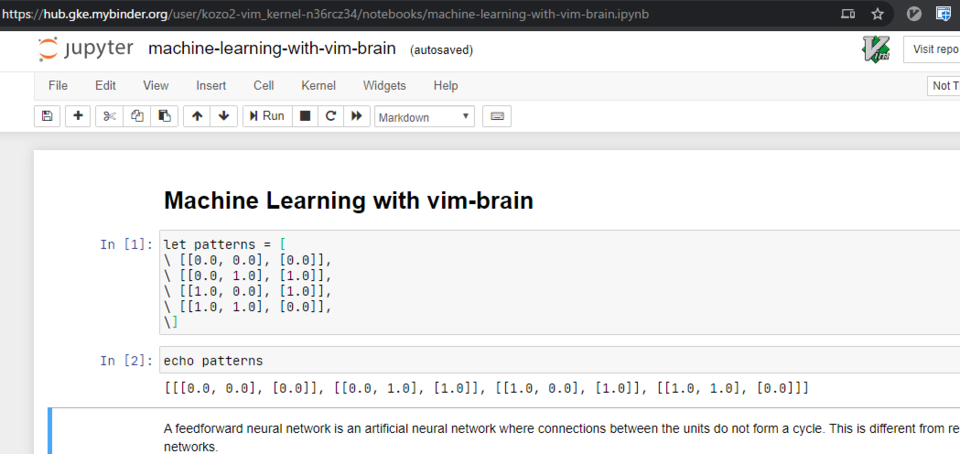 https://hub.gke.mybinder.org/user/kozo2-vim_kernel-n36rcz34/notebooks/machine-learning-with-vim-brain.ipynb
jupyter machine-learning-with-vim-brain (autosaved)
Visit repo
File Edit View Insert Cell Kernel Widgets Help
Not T
Run
Markdown
Machine Learning with vim-brain
In [1]: let patterns = [
\ [[0.0, 0.0], [0.0]],
\ [[0.0, 1.0], [1.0]],
\ [[1.0, 0.0], [1.0]],
\ [[1.0, 1.0], [0.0]],
\]
In [2]: echo patterns
[[[0.0, 0.0], [0.0]], [[0.0, 1.0], [1.0]], [[1.0, 0.0], [1.0]], [[1.0, 1.0], [0.0]]]
A feedforward neural network is an artificial neural network where connections between the units do not form a cycle. This is different from re
networks.